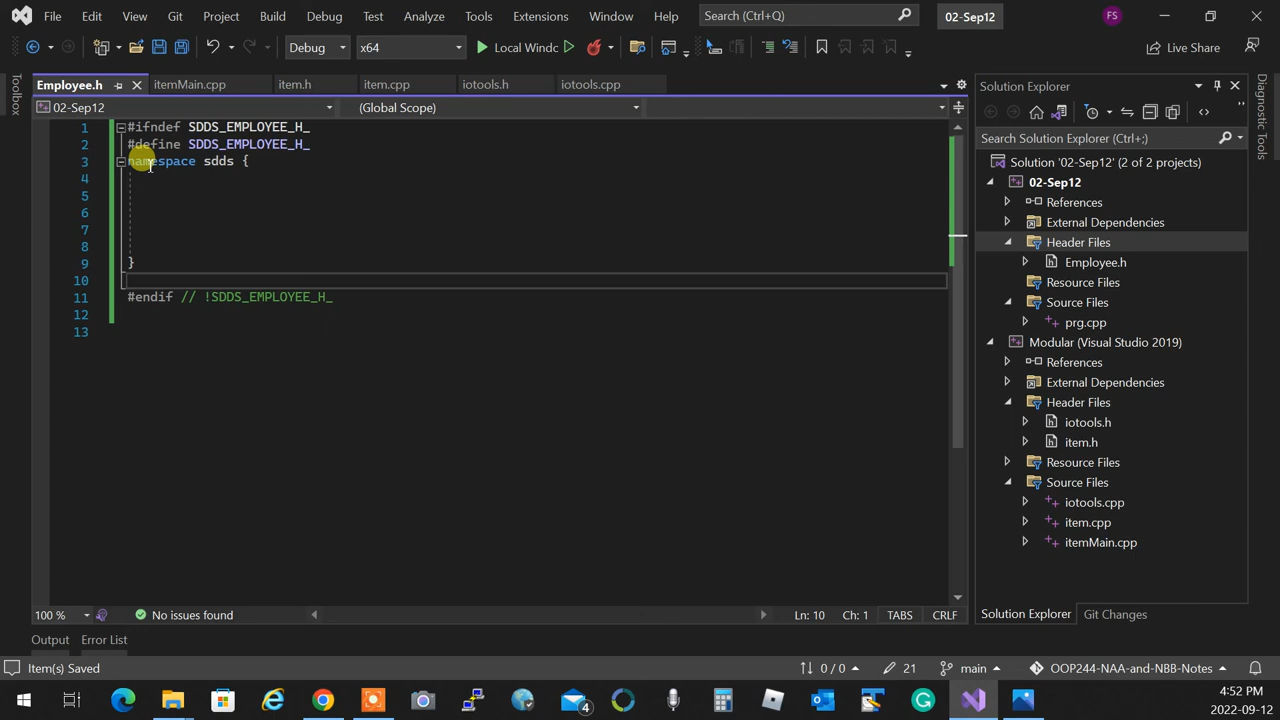 File Edit View Git Project Build Debug Test Analyze Tools Extensions Window Help Search (Ctrl+Q) 02-Sep12 FS
Debug x64 Local Windo Live Share
Employee.h itemMain.cpp item.h item.cpp iotools.h iotools.cpp
02-Sep12 (Global Scope)
Toolbox
1 #ifndef SDDS_EMPLOYEE_H_
2 #define SDDS_EMPLOYEE_H_
3 namespace sdds {
4
5
6
7
8
9 }
10
11 #endif // !SDDS_EMPLOYEE_H_
12
13
100 % No issues found Ln: 10 Ch: 1 TABS CRLF
Output Error List
Solution Explorer
Search Solution Explorer (Ctrl+;)
Solution '02-Sep12' (2 of 2 projects)
02-Sep12
References
External Dependencies
Header Files
Employee.h
Resource Files
Source Files
prg.cpp
Modular (Visual Studio 2019)
References
External Dependencies
Header Files
iotools.h
item.h
Resource Files
Source Files
iotools.cpp
item.cpp
itemMain.cpp
Solution Explorer Git Changes
Diagnostic Tools
Item(s) Saved 0 / 0 21 main OOP244-NAA-and-NBB-Notes
4
4:52 PM
2022-09-12